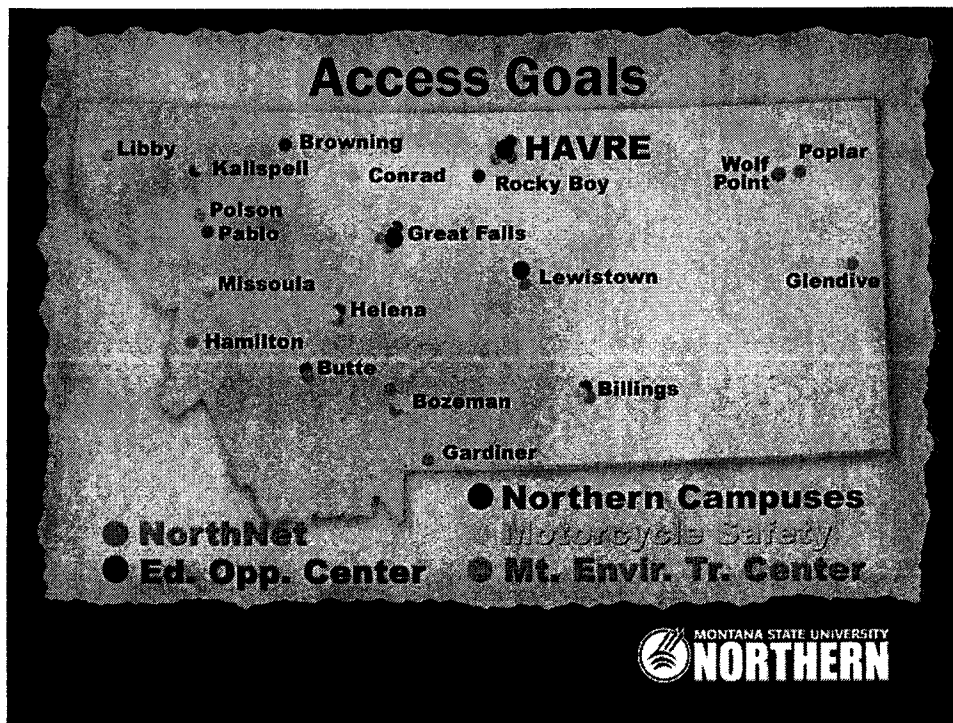 Access Goals
Libby
Browning
HAVRE
Kalispell
Conrad
Rocky Boy
Wolf
Point
Poplar
Polson
Pablo
Great Falls
Missoula
Lewistown
Glendive
Helena
Hamilton
Butte
Bozeman
Billings
Gardiner
Northern Campuses
NorthNet
Motorcycle Safety
Ed. Opp. Center
Mt. Envir. Tr. Center
MONTANA STATE UNIVERSITY
NORTHERN